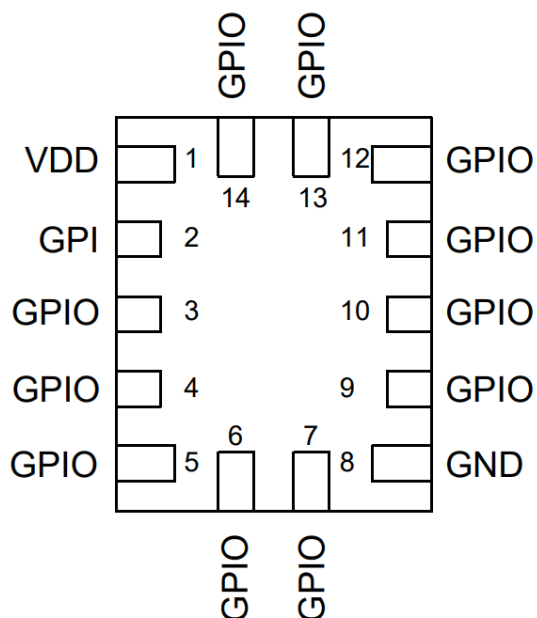 GPIO GPIO
VDD 1 12 GPIO
14 13
GPI 2 11 GPIO
GPIO 3 10 GPIO
GPIO 4 9 GPIO
6 7
GPIO 5 8 GND
GPIO GPIO